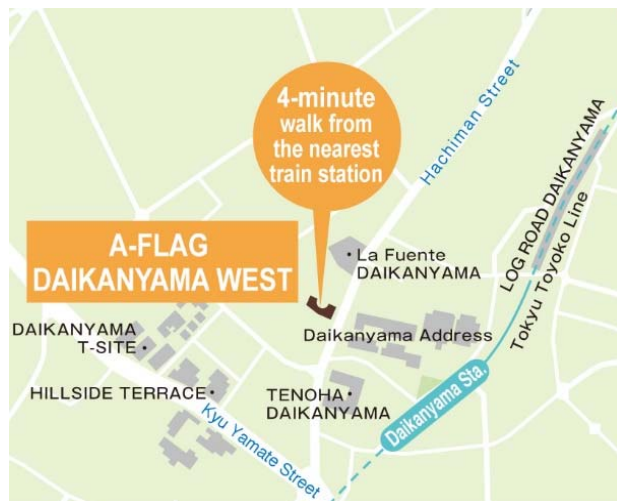 4-minute
walk from
the nearest
train station
Hachiman Street
LOG ROAD DAIKANYAMA
Tokyu Toyoko Line
A-FLAG
DAIKANYAMA WEST
La Fuente
DAIKANYAMA
DAIKANYAMA
T-SITE
Daikanyama Address
HILLSIDE TERRACE
TENOHA
DAIKANYAMA
Daikanyama Sta.
Kyu Yamate Street